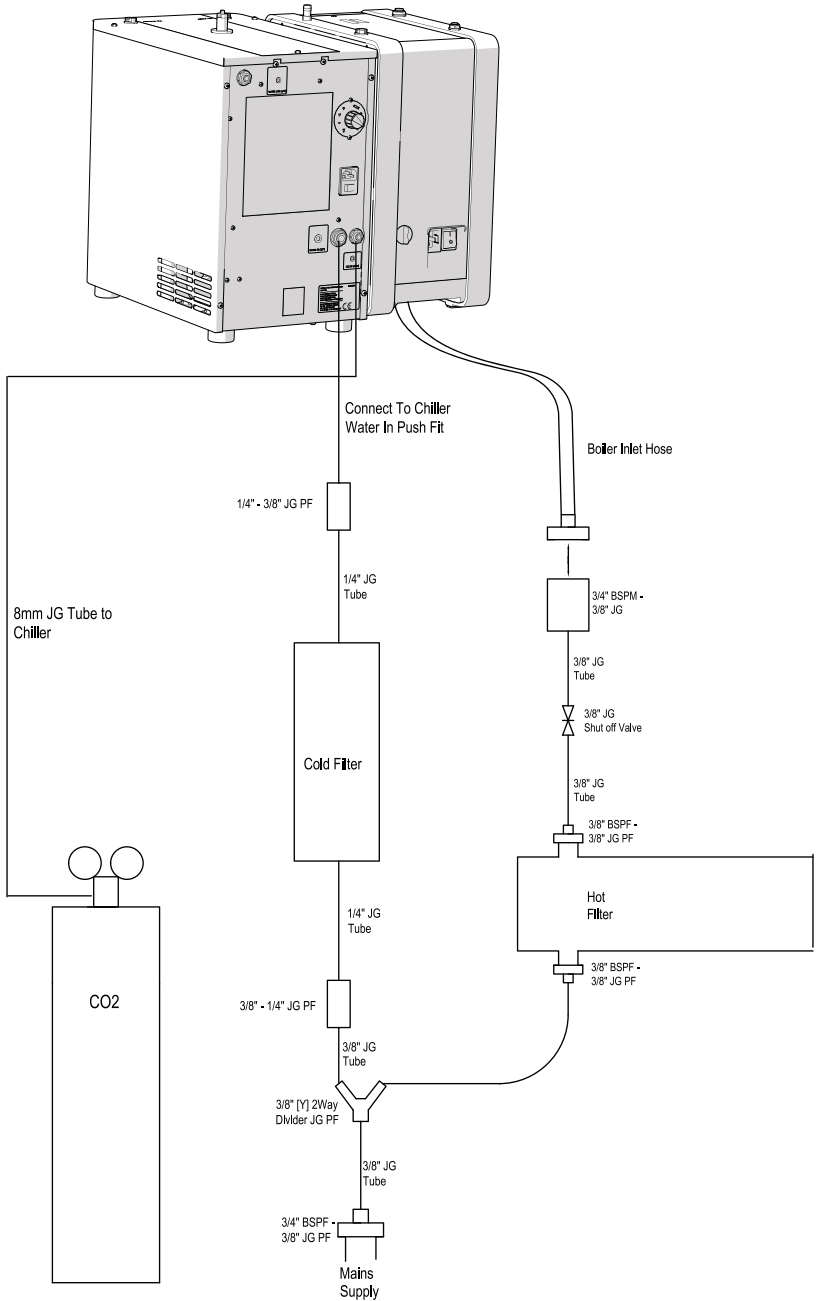 Connect To Chiller
Water In Push Fit
Boiler Inlet Hose
1/4" - 3/8" JG PF
1/4" JG
Tube
3/4" BSPM -
3/8" JG
8mm JG Tube to
Chiller
3/8" JG
Tube
3/8" JG
Shut off Valve
Cold Filter
3/8" JG
Tube
3/8" BSPF -
3/8" JG PF
Hot
Filter
1/4" JG
Tube
3/8" BSPF -
3/8" JG PF
CO2
3/8" - 1/4" JG PF
3/8" JG
Tube
3/8" [Y] 2Way
Divider JG PF
3/8" JG
Tube
3/4" BSPF -
3/8" JG PF
Mains
Supply